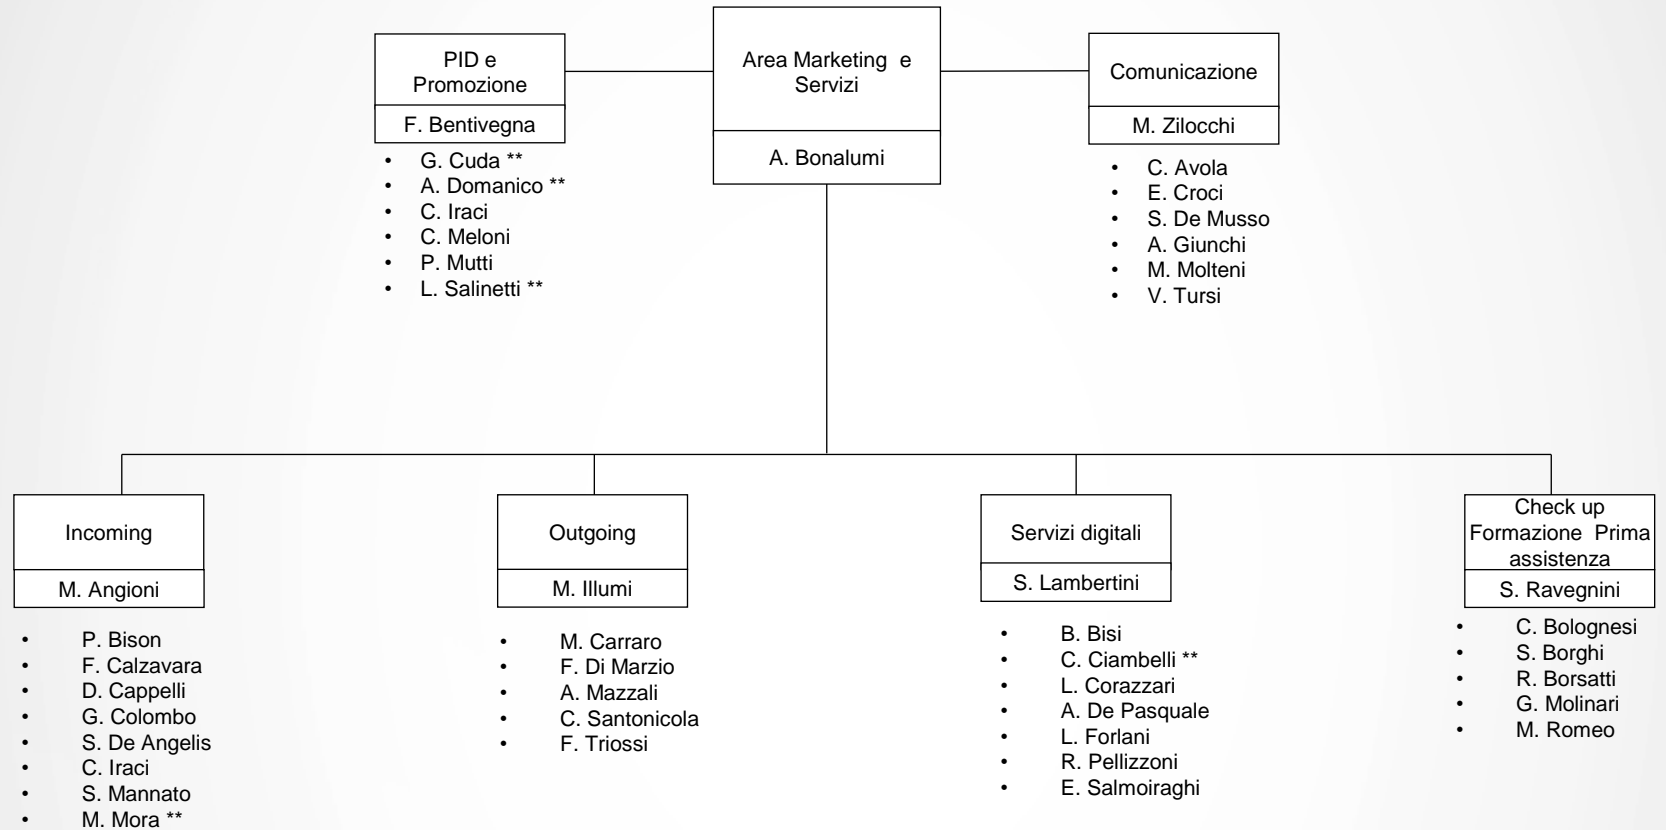 PID e
Promozione
F. Bentivegna
• G. Cuda **
• A. Domanico **
• C. Iraci
• C. Meloni
• P. Mutti
• L. Salinetti **
Area Marketing e
Servizi
A. Bonalumi
Comunicazione
M. Zilocchi
• C. Avola
• E. Croci
• S. De Musso
• A. Giunchi
• M. Molteni
• V. Tursi
Incoming
M. Angioni
• P. Bison
• F. Calzavara
• D. Cappelli
• G. Colombo
• S. De Angelis
• C. Iraci
• S. Mannato
• M. Mora **
Outgoing
M. Illumi
• M. Carraro
• F. Di Marzio
• A. Mazzali
• C. Santonicola
• F. Triossi
Servizi digitali
S. Lambertini
• B. Bisi
• C. Ciambelli **
• L. Corazzari
• A. De Pasquale
• L. Forlani
• R. Pellizzoni
• E. Salmoiraghi
Check up
Formazione Prima
assistenza
S. Ravegnini
• C. Bolognesi
• S. Borghi
• R. Borsatti
• G. Molinari
• M. Romeo